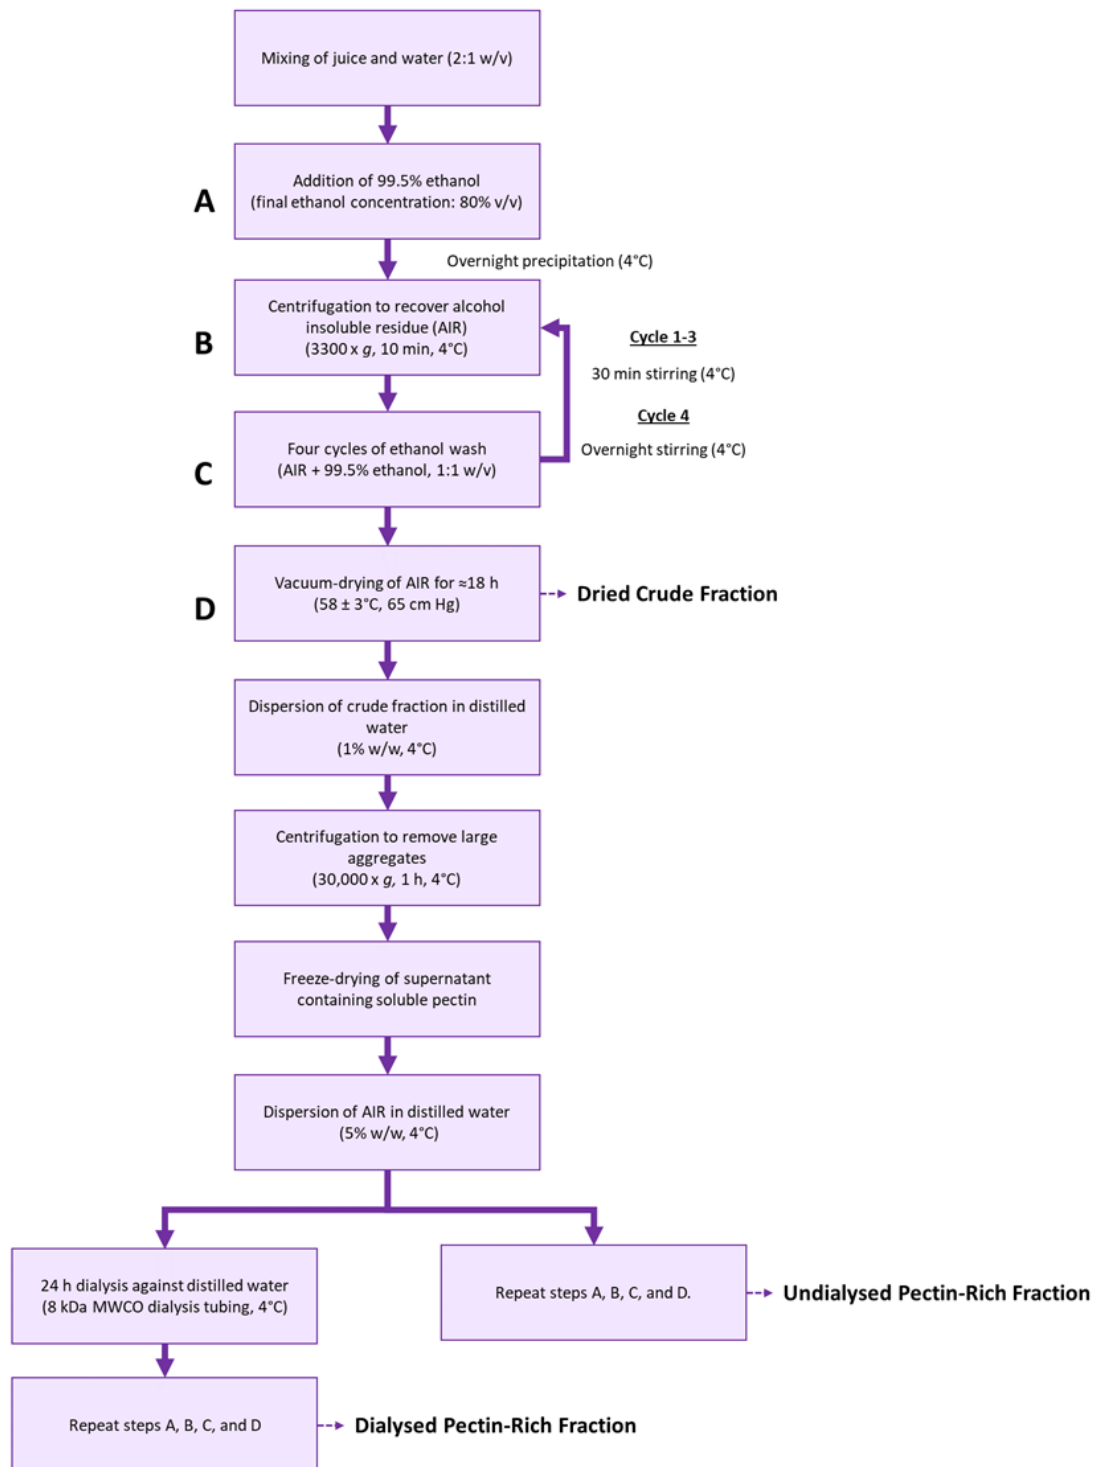 Mixing of juice and water (2:1 w/v)
A
Addition of 99.5% ethanol
(final ethanol concentration: 80% v/v)
Overnight precipitation (4°C)
B
Centrifugation to recover alcohol
insoluble residue (AIR)
(3300 x g, 10 min, 4°C)
Cycle 1-3
30 min stirring (4°C)
Cycle 4
Overnight stirring (4°C)
C
Four cycles of ethanol wash
(AIR + 99.5% ethanol, 1:1 w/v)
D
Vacuum-drying of AIR for ≈18 h
(58 ± 3°C, 65 cm Hg)
Dried Crude Fraction
Dispersion of crude fraction in distilled
water
(1% w/w, 4°C)
Centrifugation to remove large
aggregates
(30,000 x g, 1 h, 4°C)
Freeze-drying of supernatant
containing soluble pectin
Dispersion of AIR in distilled water
(5% w/w, 4°C)
24 h dialysis against distilled water
(8 kDa MWCO dialysis tubing, 4°C)
Repeat steps A, B, C, and D.
Undialysed Pectin-Rich Fraction
Repeat steps A, B, C, and D
Dialysed Pectin-Rich Fraction